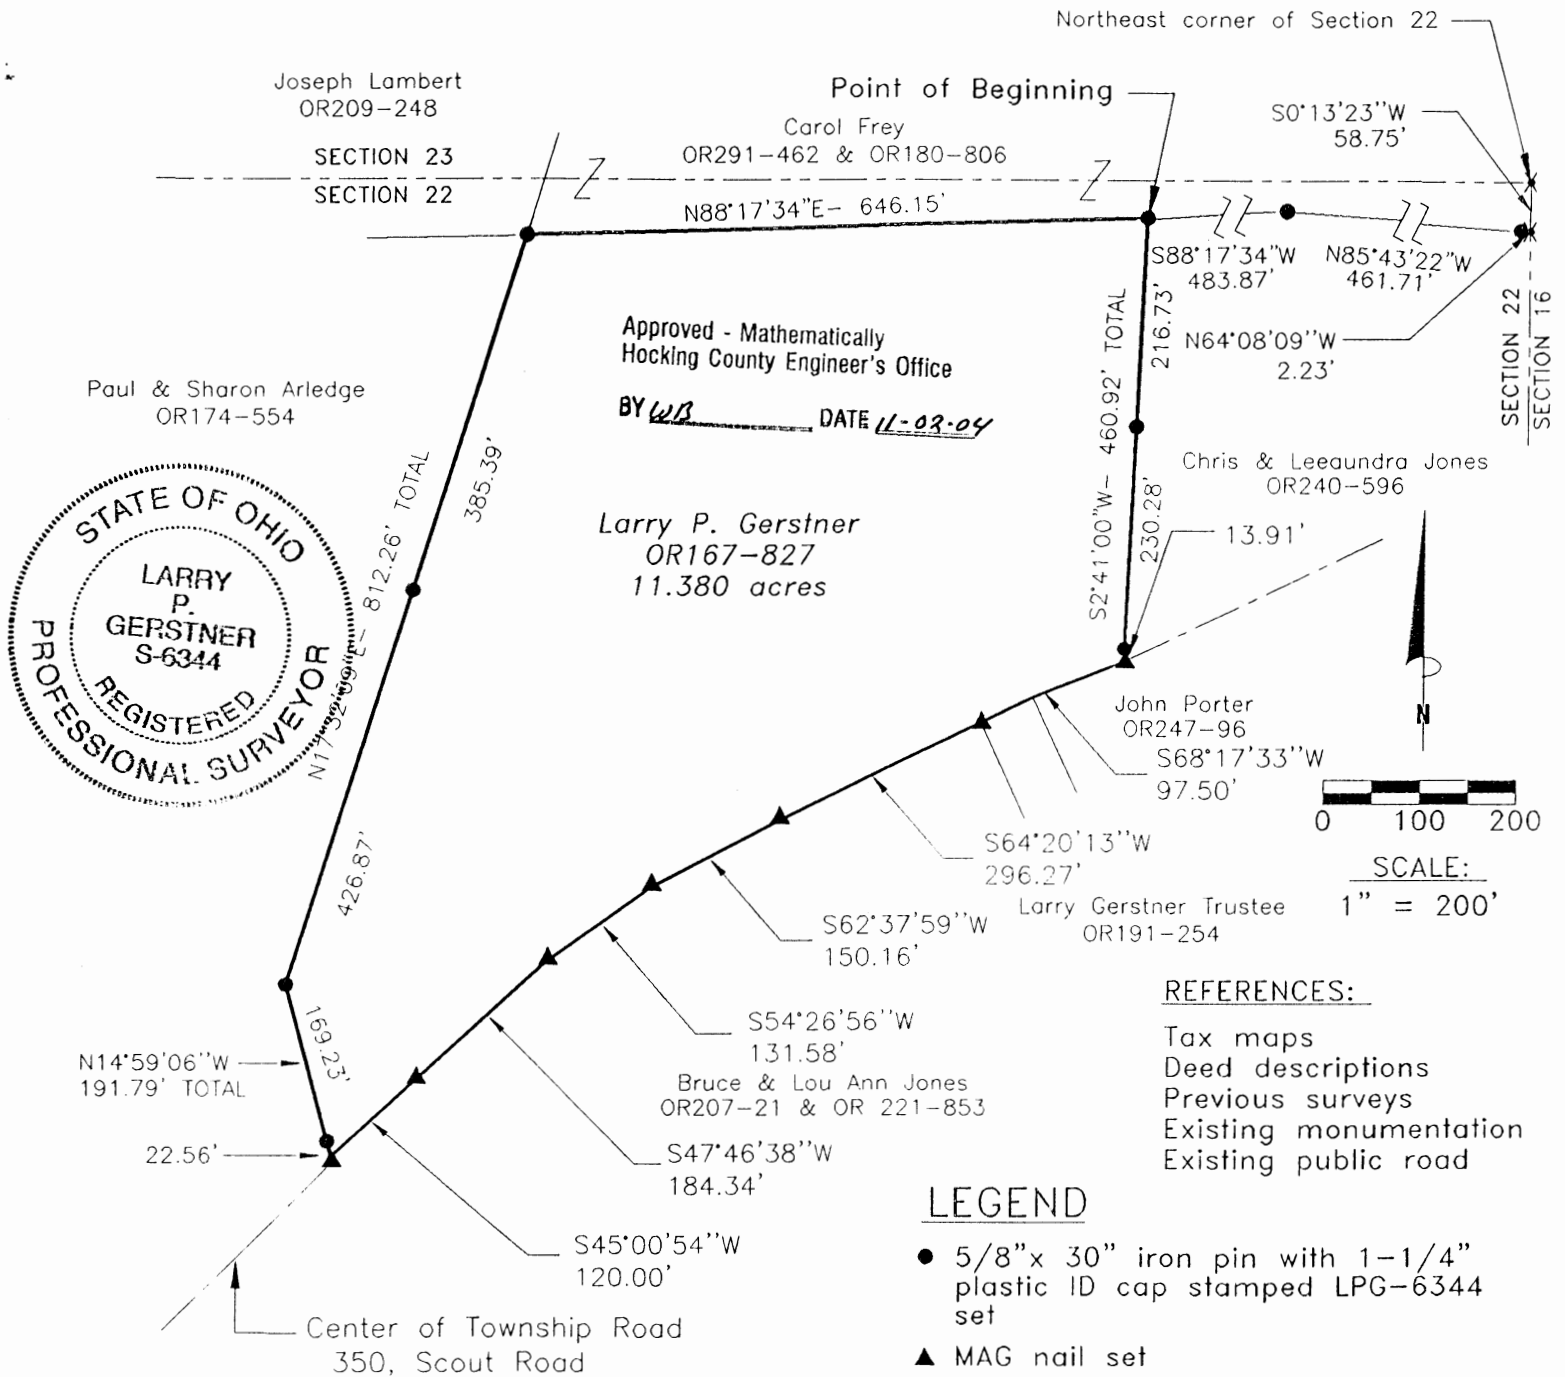 Northeast corner of Section 22
Joseph Lambert
OR209-248
Point of Beginning
S0°13'23"W
58.75'
Carol Frey
OR291-462 & OR180-806
SECTION 23
SECTION 22
N88°17'34"E- 646.15'
S88°17'34"W
483.87'
N85°43'22"W
461.71'
SECTION 22
SECTION 16
N64°08'09"W
2.23'
Approved - Mathematically
Hocking County Engineer's Office
BY WB DATE 11-02-04
S2°41'00"W- 460.92' TOTAL
216.73'
230.28'
13.91'
Paul & Sharon Arledge
OR174-554
Chris & Leeaundra Jones
OR240-596
385.39'
812.26' TOTAL
Larry P. Gerstner
OR167-827
11.380 acres
STATE OF OHIO
LARRY
P.
GERSTNER
S-6344
REGISTERED
PROFESSIONAL SURVEYOR
N
John Porter
OR247-96
S68°17'33"W
97.50'
0 100 200
SCALE:
1" = 200'
S64°20'13"W
296.27'
Larry Gerstner Trustee
OR191-254
426.87'
S62°37'59"W
150.16'
REFERENCES:
Tax maps
Deed descriptions
Previous surveys
Existing monumentation
Existing public road
169.23'
N14°59'06"W
191.79' TOTAL
S54°26'56"W
131.58'
Bruce & Lou Ann Jones
OR207-21 & OR 221-853
22.56'
S47°46'38"W
184.34'
S45°00'54"W
120.00'
Center of Township Road
350, Scout Road
LEGEND
5/8"x 30" iron pin with 1-1/4"
plastic ID cap stamped LPG-6344
set
MAG nail set